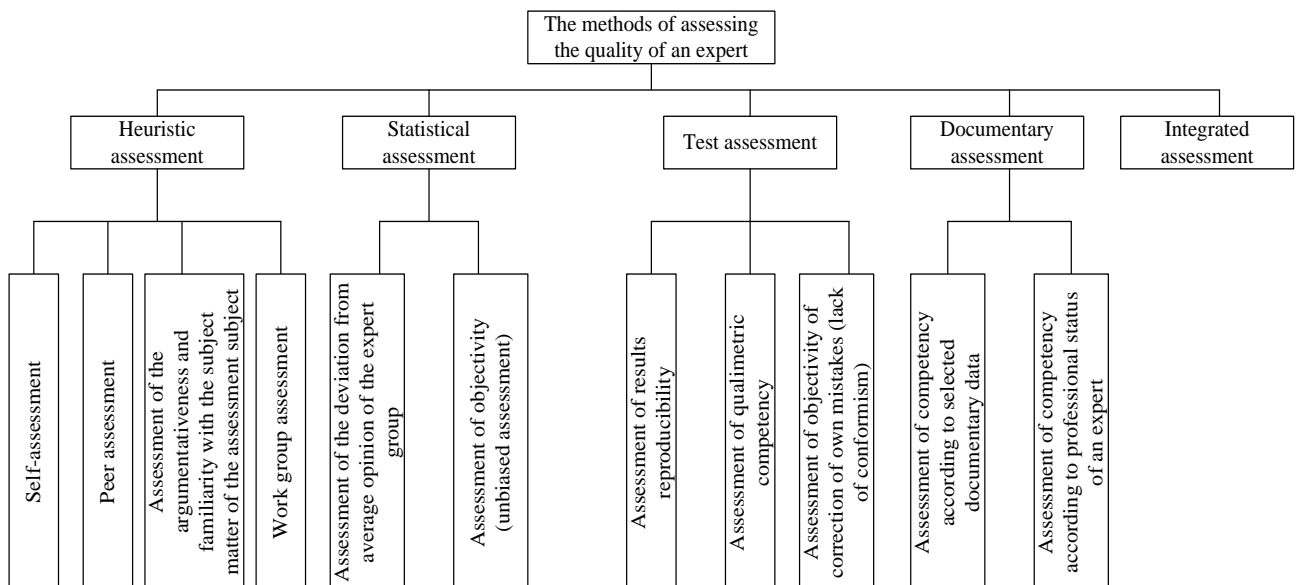 The methods of assessing
the quality of an expert
Heuristic
assessment
Statistical
assessment
Test assessment
Documentary
assessment
Integrated
assessment
Self-assessment
Peer assessment
Assessment of the
argumentativeness and
familiarity with the subject
matter of the assessment subject
Work group assessment
Assessment of the deviation from
average opinion of the expert
group
Assessment of objectivity
(unbiased assessment)
Assessment of results
reproducibility
Assessment of qualimetric
competency
Assessment of objectivity of
correction of own mistakes (lack
of conformism)
Assessment of competency
according to selected
documentary data
Assessment of competency
according to professional status
of an expert